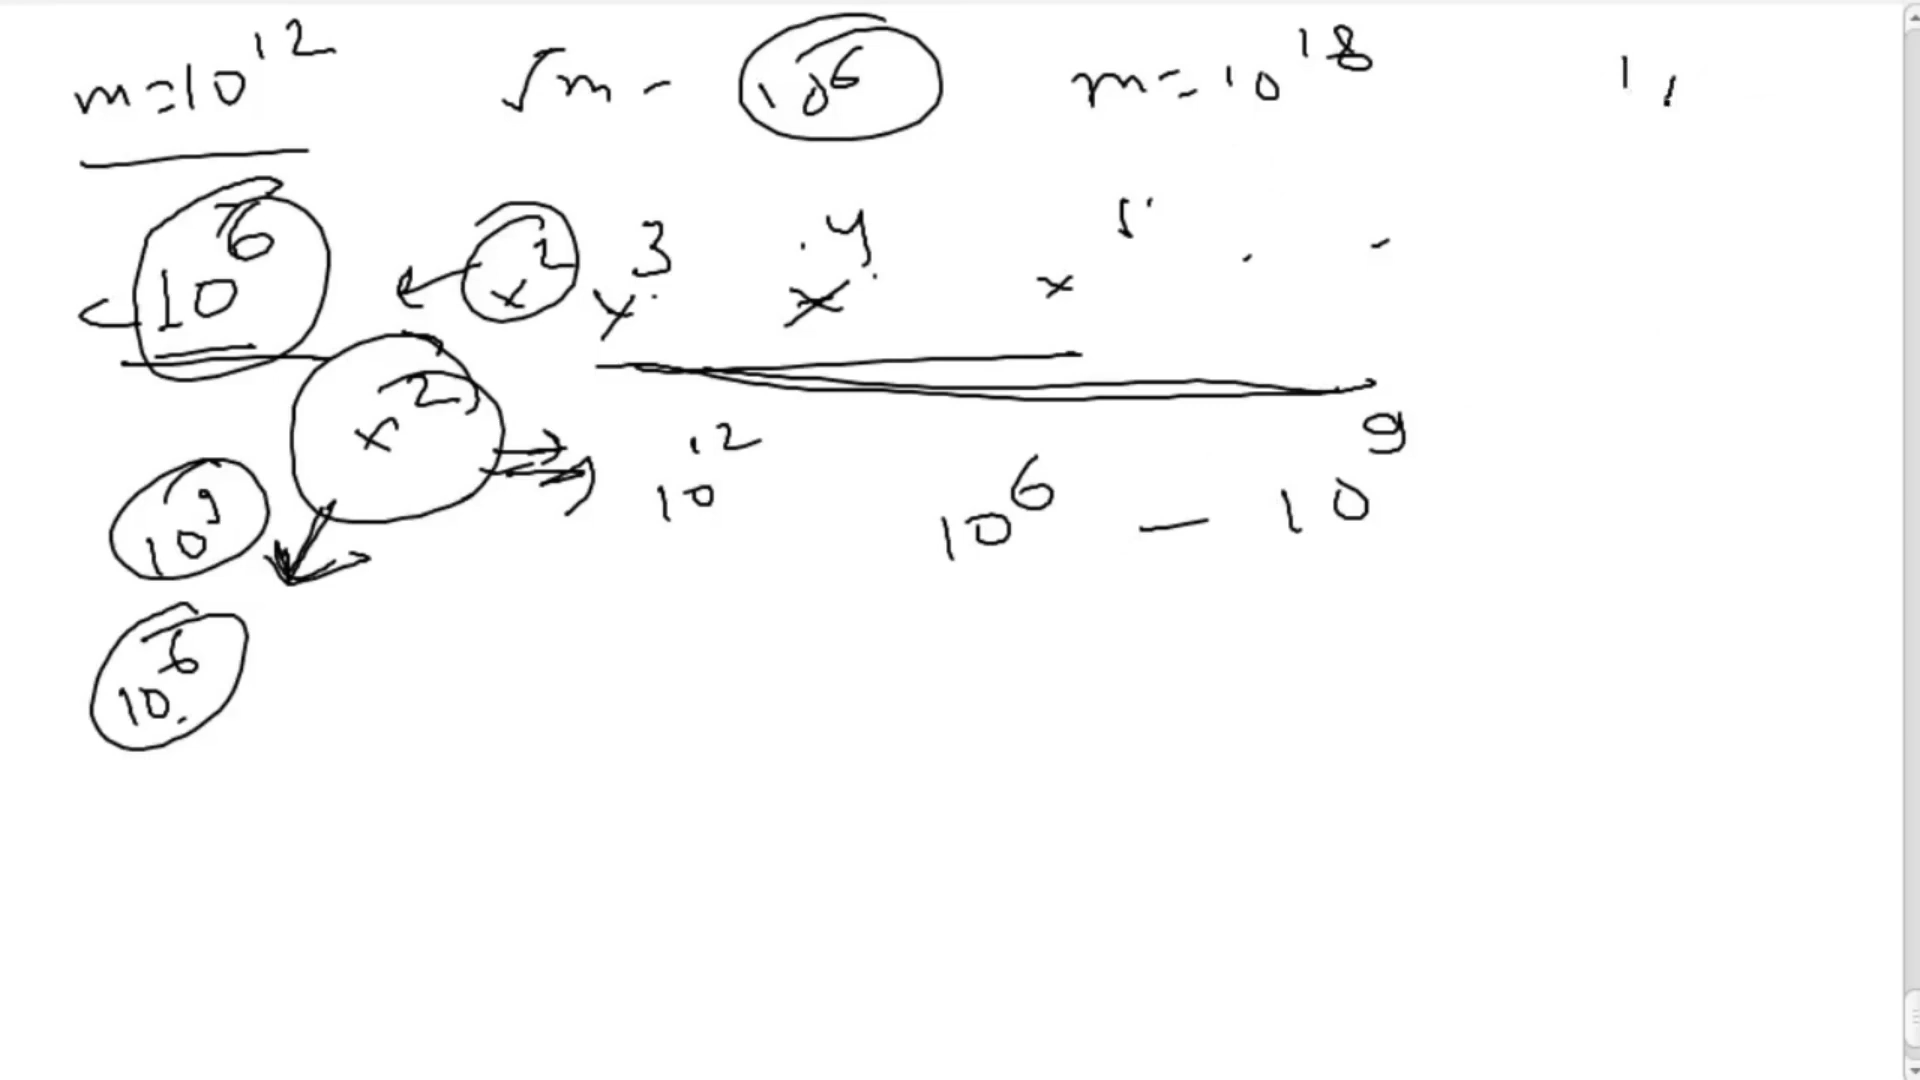 m=10^12 √m - 10^6 m=10^18 1,
<10^6 x^2 x^3 x^4 x^5 . -
x^2
10^9 10^12 10^6 - 10^9
10^6